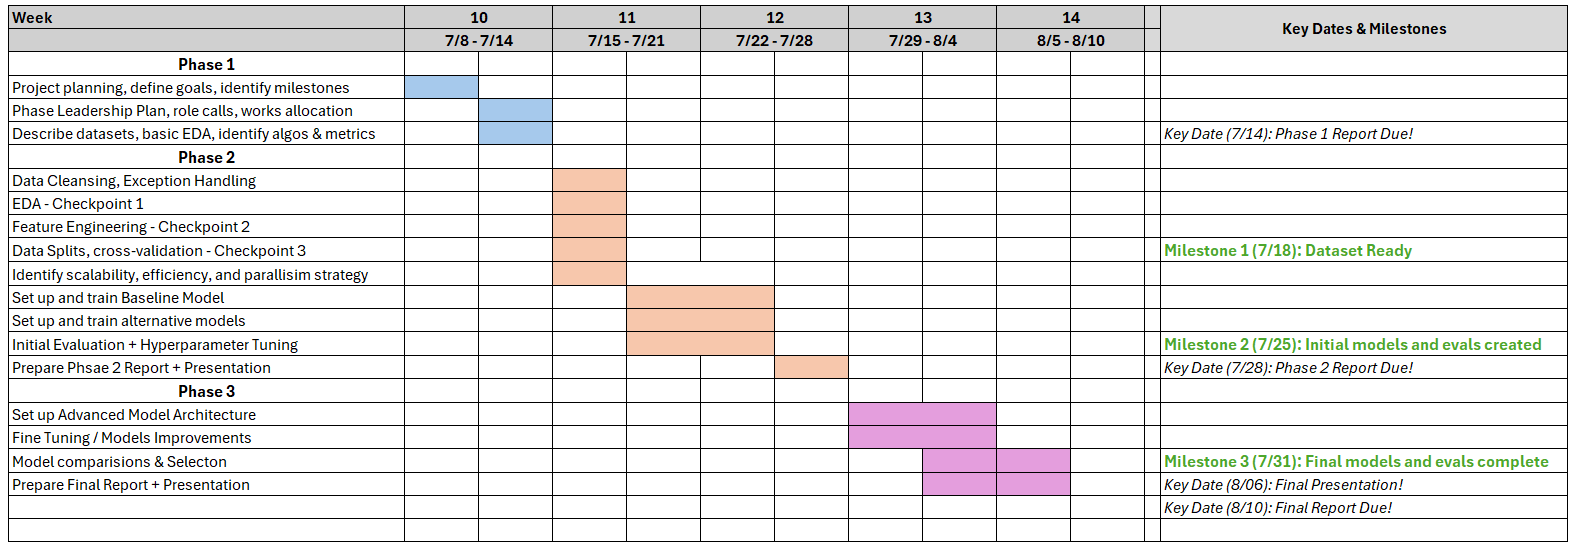 Week 10 11 12 13 14 Key Dates & Milestones
7/8 - 7/14 7/15 - 7/21 7/22 - 7/28 7/29 - 8/4 8/5 - 8/10
Phase 1
Project planning, define goals, identify milestones
Phase Leadership Plan, role calls, works allocation
Describe datasets, basic EDA, identify algos & metrics Key Date (7/14): Phase 1 Report Due!
Phase 2
Data Cleansing, Exception Handling
EDA - Checkpoint 1
Feature Engineering - Checkpoint 2
Data Splits, cross-validation - Checkpoint 3 Milestone 1 (7/18): Dataset Ready
Identify scalability, efficiency, and parallisim strategy
Set up and train Baseline Model
Set up and train alternative models
Initial Evaluation + Hyperparameter Tuning Milestone 2 (7/25): Initial models and evals created
Prepare Phsae 2 Report + Presentation Key Date (7/28): Phase 2 Report Due!
Phase 3
Set up Advanced Model Architecture
Fine Tuning / Models Improvements
Model comparisions & Selecton Milestone 3 (7/31): Final models and evals complete
Prepare Final Report + Presentation Key Date (8/06): Final Presentation!
Key Date (8/10): Final Report Due!